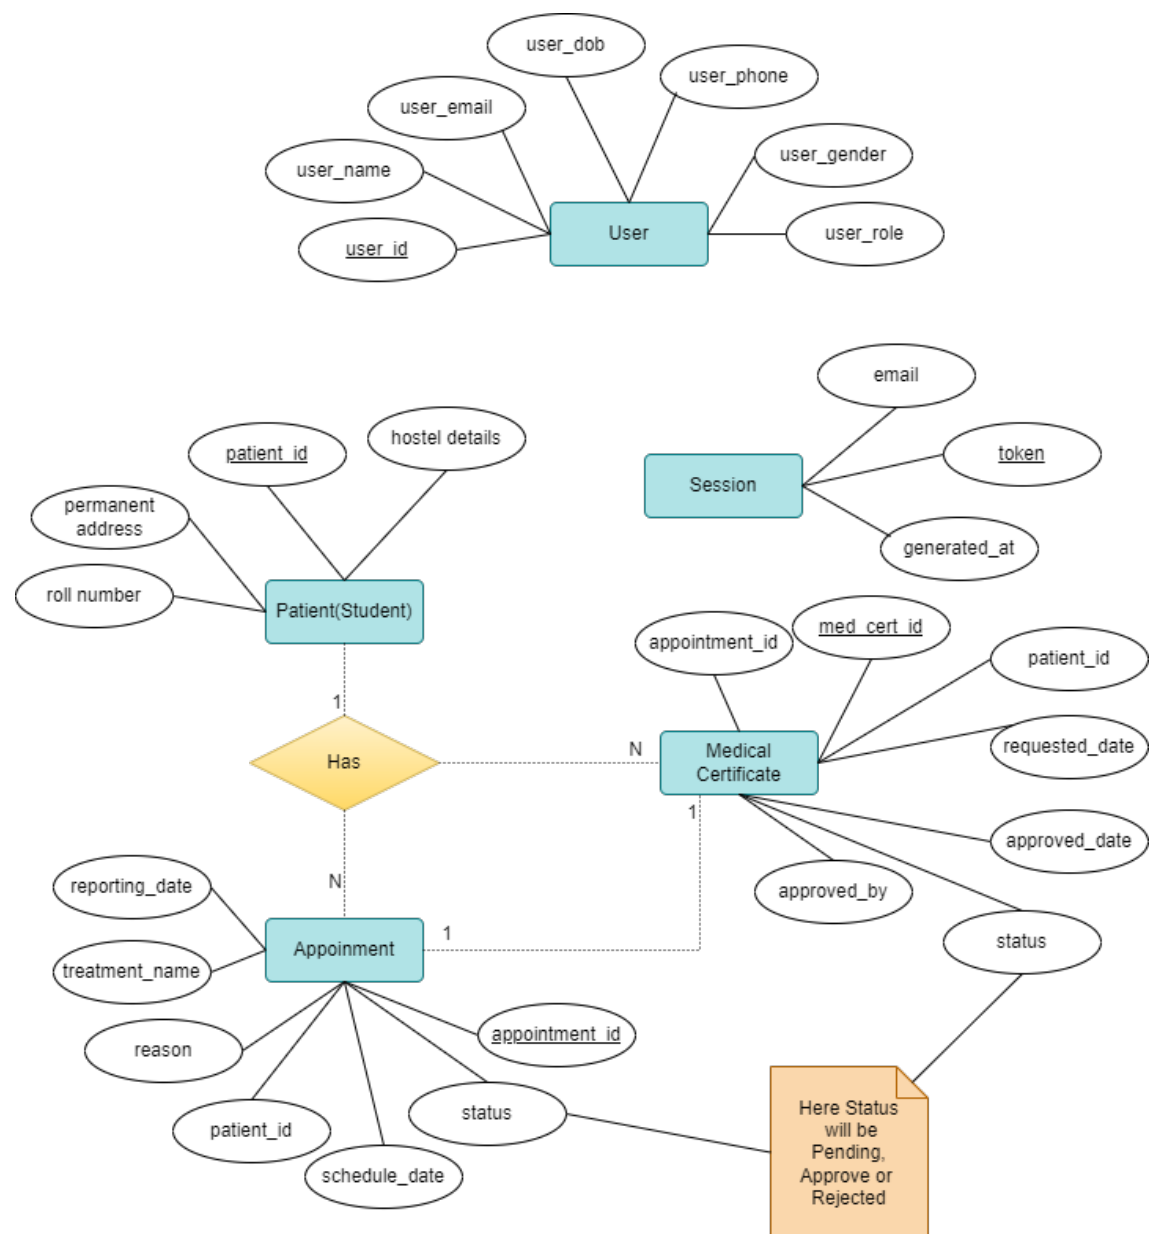 user_dob
user_phone
user_email
user_gender
user_name
User
user_role
user_id
email
hostel details
patient_id
token
Session
permanent
address
generated_at
roll number
Patient(Student)
med_cert_id
appointment_id
patient_id
1
N
Medical
Certificate
requested_date
Has
1
approved_date
N
reporting_date
approved_by
1
Appoinment
status
treatment_name
appointment_id
reason
status
patient_id
schedule_date
Here Status
will be
Pending,
Approve or
Rejected